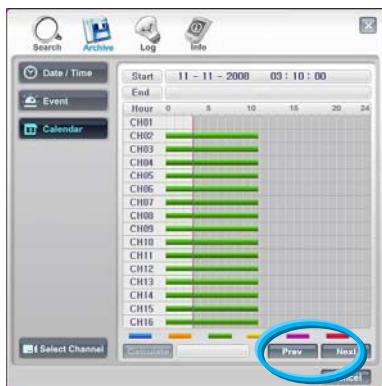 Search Archive Log Info
Date / Time
Event
Calendar
Start 11 - 11 - 2008 03 : 10 : 00
End
Hour 0 5 10 15 20 24
CH01
CH02
CH03
CH04
CH05
CH06
CH07
CH08
CH09
CH10
CH11
CH12
CH13
CH14
CH15
CH16
Select Channel Calculate Prev Next
Cancel